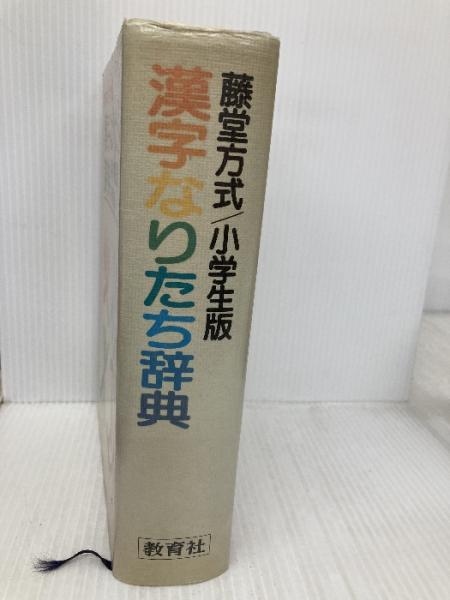 藤堂方式/小学生版
漢字なりたち辞典
教育社